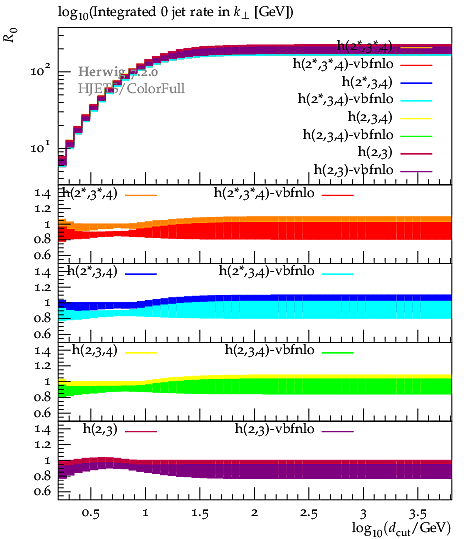 log₁₀(Integrated 0 jet rate in k⊥ [GeV])
R₀
10²
10¹
Herwig 7.2.0
HJETS/ColorFull
h(2*,3*,4)
h(2*,3*,4)-vbfnlo
h(2*,3,4)
h(2*,3,4)-vbfnlo
h(2,3,4)
h(2,3,4)-vbfnlo
h(2,3)
h(2,3)-vbfnlo
h(2*,3*,4) h(2*,3*,4)-vbfnlo
1.4
1.2
1
0.8
0.6
h(2*,3,4) h(2*,3,4)-vbfnlo
1.4
1.2
1
0.8
0.6
h(2,3,4) h(2,3,4)-vbfnlo
1.4
1.2
1
0.8
0.6
h(2,3) h(2,3)-vbfnlo
1.4
1.2
1
0.8
0.6
0.5 1 1.5 2 2.5 3 3.5
log₁₀(d_cut/GeV)